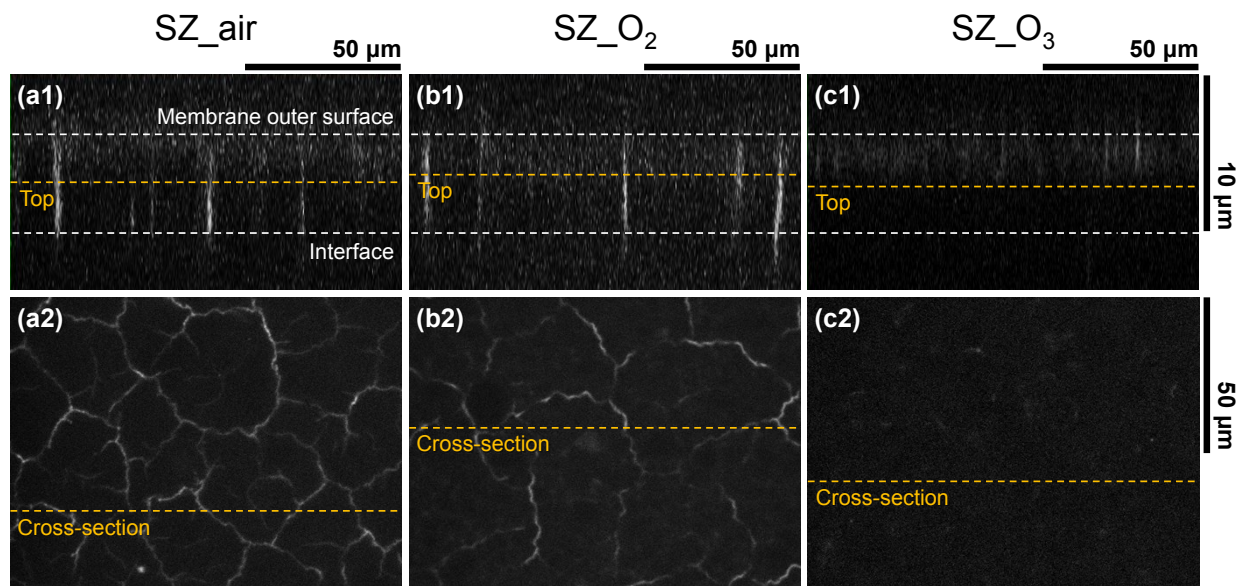 SZ_air
SZ_O₂
SZ_O₃
50 µm
50 µm
50 µm
(a1)
Membrane outer surface
Top
Interface
(b1)
Top
(c1)
Top
10 µm
(a2)
Cross-section
(b2)
Cross-section
(c2)
Cross-section
50 µm